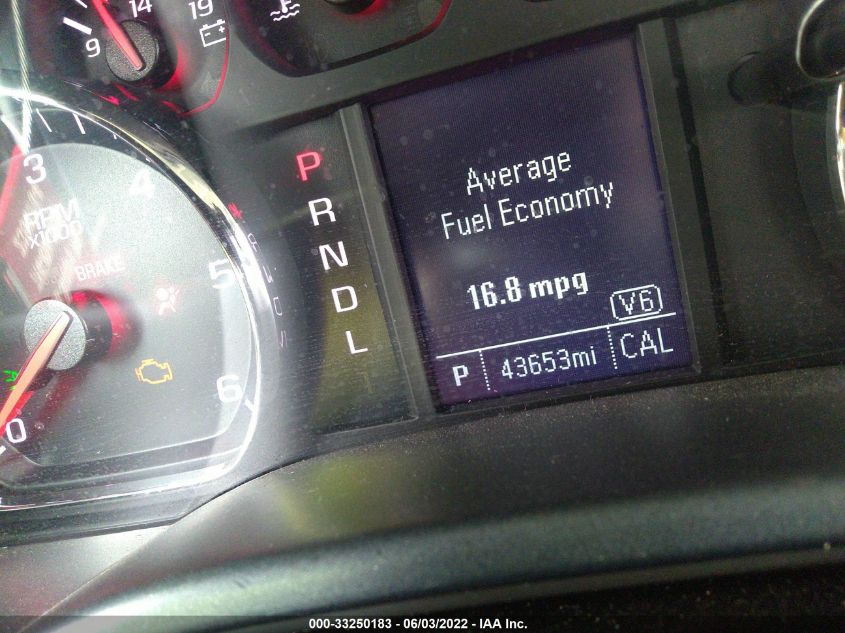 14
19
9
3
4
RPM
X1000
BRAKE
5
6
0
P
R
N
D
L
Average
Fuel Economy
16.8 mpg
V6
P 43653mi CAL
000-33250183 - 06/03/2022 - IAA Inc.